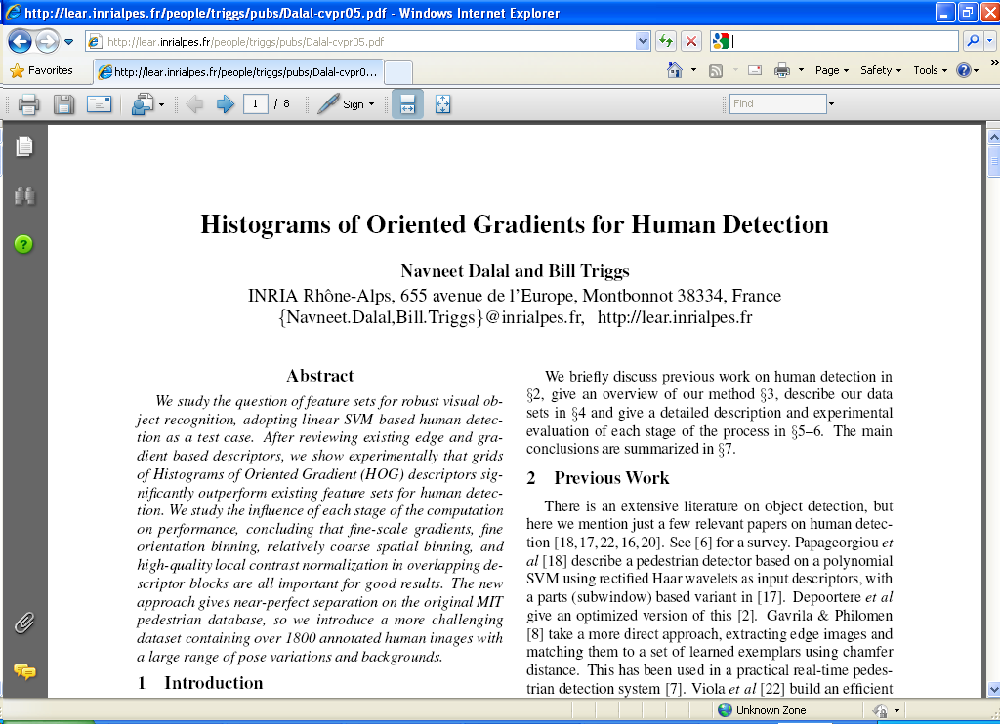 http://lear.inrialpes.fr/people/triggs/pubs/Dalal-cvpr05.pdf - Windows Internet Explorer
http://lear.inrialpes.fr/people/triggs/pubs/Dalal-cvpr05.pdf
Favorites
http://lear.inrialpes.fr/people/triggs/pubs/Dalal-cvpr0...
Page
Safety
Tools
»
1 / 8
Sign
Find
Histograms of Oriented Gradients for Human Detection
Navneet Dalal and Bill Triggs
INRIA Rhône-Alps, 655 avenue de l'Europe, Montbonnot 38334, France
{Navneet.Dalal,Bill.Triggs}@inrialpes.fr, http://lear.inrialpes.fr
Abstract
We study the question of feature sets for robust visual ob-
ject recognition, adopting linear SVM based human detec-
tion as a test case. After reviewing existing edge and gra-
dient based descriptors, we show experimentally that grids
of Histograms of Oriented Gradient (HOG) descriptors sig-
nificantly outperform existing feature sets for human detec-
tion. We study the influence of each stage of the computation
on performance, concluding that fine-scale gradients, fine
orientation binning, relatively coarse spatial binning, and
high-quality local contrast normalization in overlapping de-
scriptor blocks are all important for good results. The new
approach gives near-perfect separation on the original MIT
pedestrian database, so we introduce a more challenging
dataset containing over 1800 annotated human images with
a large range of pose variations and backgrounds.
1 Introduction
We briefly discuss previous work on human detection in
§2, give an overview of our method §3, describe our data
sets in §4 and give a detailed description and experimental
evaluation of each stage of the process in §5–6. The main
conclusions are summarized in §7.
2 Previous Work
There is an extensive literature on object detection, but
here we mention just a few relevant papers on human detec-
tion [18,17,22,16,20]. See [6] for a survey. Papageorgiou et
al [18] describe a pedestrian detector based on a polynomial
SVM using rectified Haar wavelets as input descriptors, with
a parts (subwindow) based variant in [17]. Depoortere et al
give an optimized version of this [2]. Gavrila & Philomen
[8] take a more direct approach, extracting edge images and
matching them to a set of learned exemplars using chamfer
distance. This has been used in a practical real-time pedes-
trian detection system [7]. Viola et al [22] build an efficient
Unknown Zone